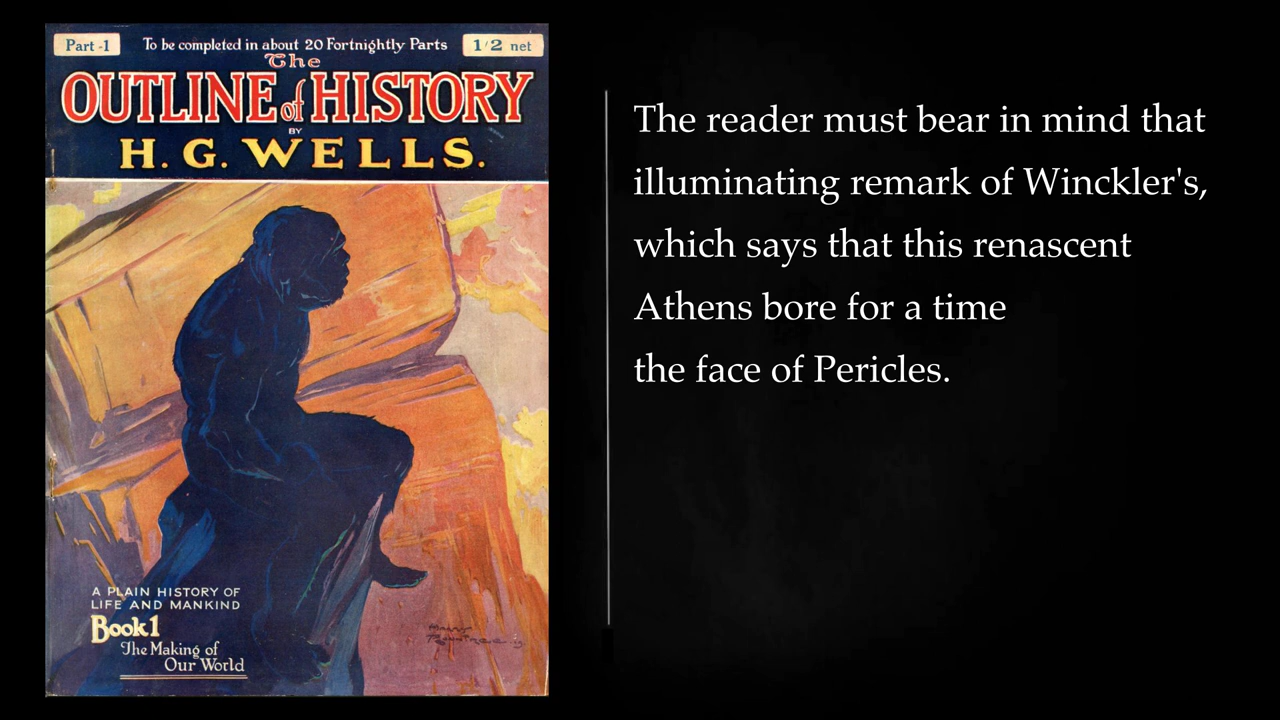 Part -1
To be completed in about 20 Fortnightly Parts
1/2 net
The
OUTLINE of HISTORY
BY
H. G. WELLS.
A PLAIN HISTORY OF
LIFE AND MANKIND
Book 1
The Making of
Our World
The reader must bear in mind that
illuminating remark of Winckler's,
which says that this renascent
Athens bore for a time
the face of Pericles.